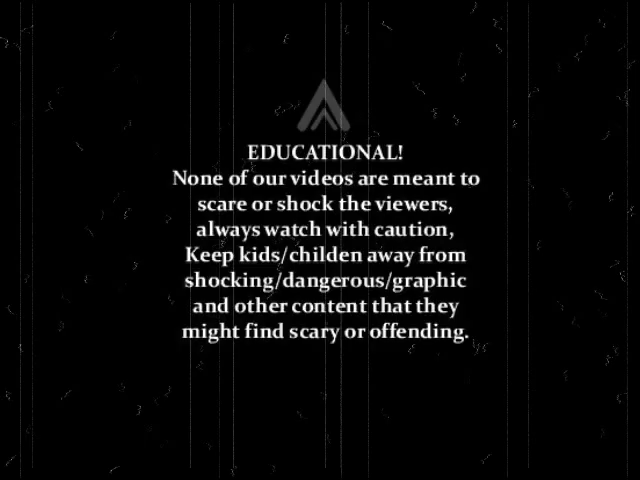 EDUCATIONAL!
None of our videos are meant to
scare or shock the viewers,
always watch with caution,
Keep kids/childen away from
shocking/dangerous/graphic
and other content that they
might find scary or offending.